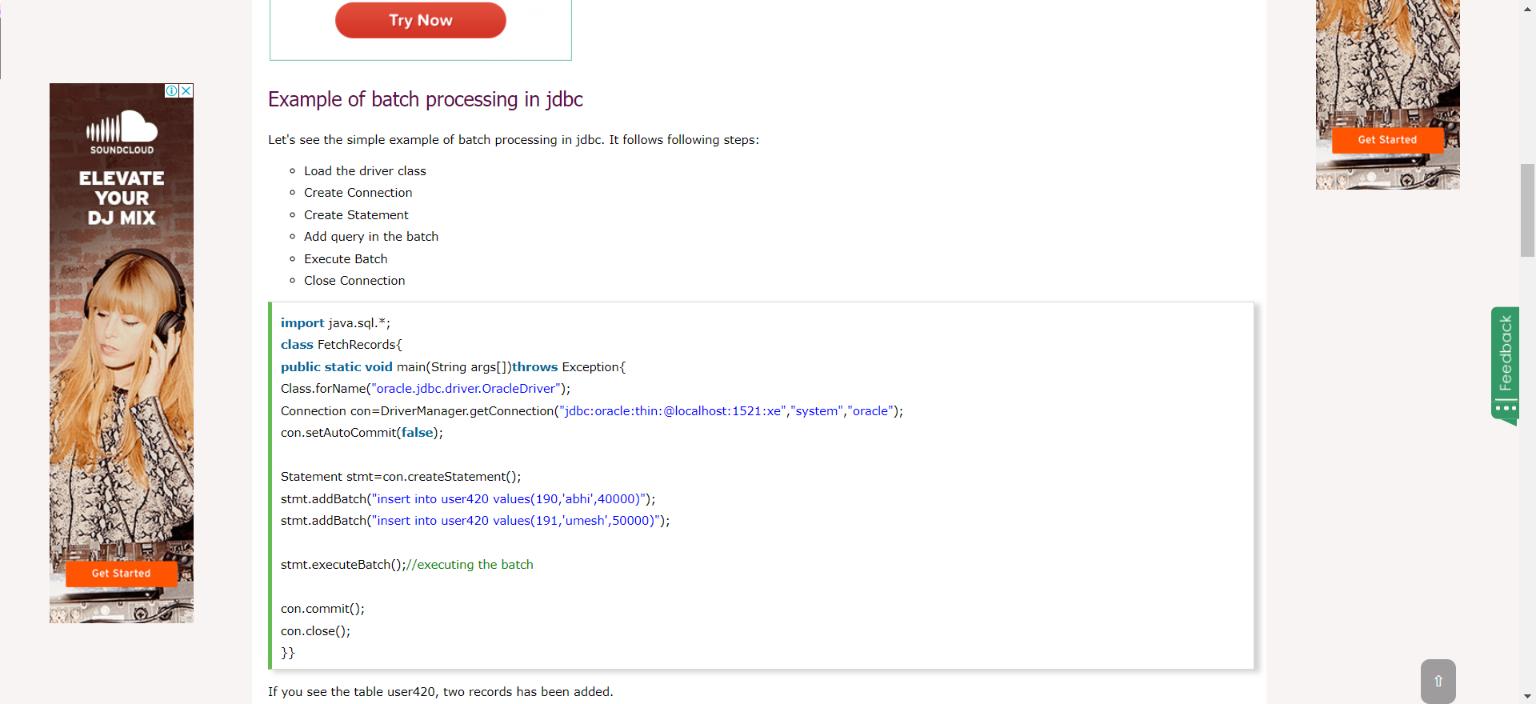 Try Now
Example of batch processing in jdbc
Let's see the simple example of batch processing in jdbc. It follows following steps:
Load the driver class
Create Connection
Create Statement
Add query in the batch
Execute Batch
Close Connection
import java.sql.*;
class FetchRecords{
public static void main(String args[])throws Exception{
Class.forName("oracle.jdbc.driver.OracleDriver");
Connection con=DriverManager.getConnection("jdbc:oracle:thin:@localhost:1521:xe","system","oracle");
con.setAutoCommit(false);
Statement stmt=con.createStatement();
stmt.addBatch("insert into user420 values(190,'abhi',40000)");
stmt.addBatch("insert into user420 values(191,'umesh',50000)");
stmt.executeBatch();//executing the batch
con.commit();
con.close();
}}
If you see the table user420, two records has been added.
SOUNDCLOUD
ELEVATE
YOUR
DJ MIX
Get Started
Get Started
Feedback